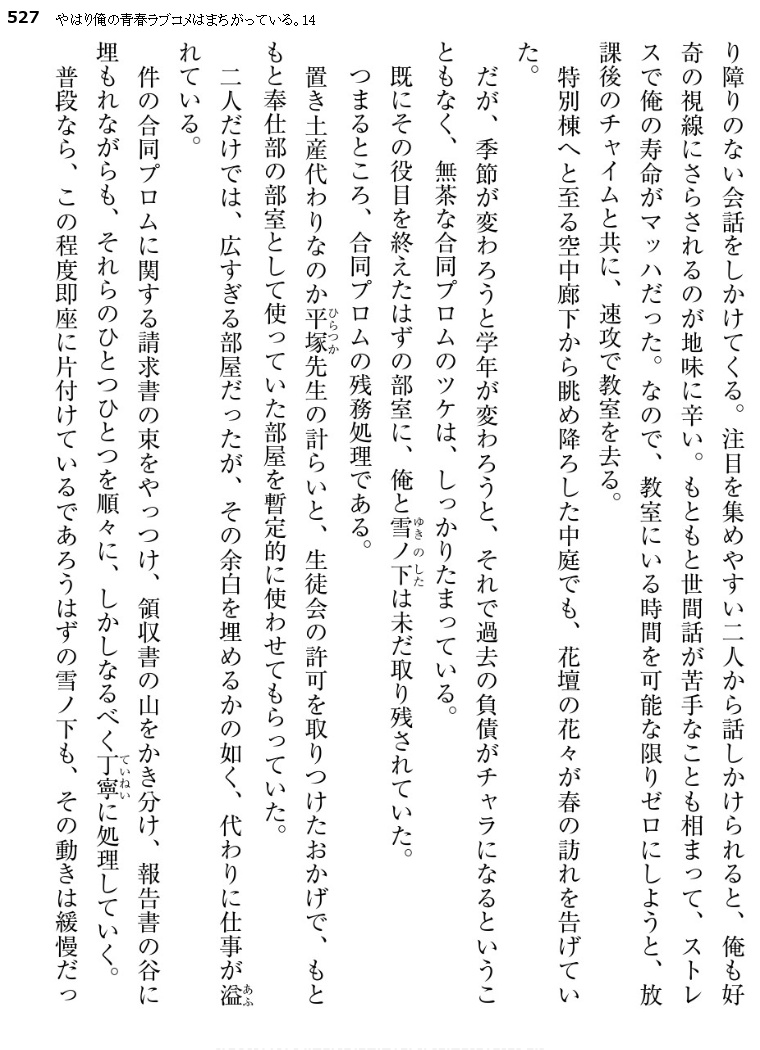 527 やはり俺の青春ラブコメはまちがっている。14
り障りのない会話をしかけてくる。注目を集めやすい二人から話しかけられると、俺も好
奇の視線にさらされるのが地味に辛い。もともと世間話が苦手なことも相まって、ストレ
スで俺の寿命がマッハだった。なので、教室にいる時間を可能な限りゼロにしようと、放
課後のチャイムと共に、速攻で教室を去る。
特別棟へと至る空中廊下から眺め降ろした中庭でも、花壇の花々が春の訪れを告げてい
た。
だが、季節が変わろうと学年が変わろうと、それで過去の負債がチャラになるというこ
ともなく、無茶な合同プロムのツケは、しっかりたまっている。
既にその役目を終えたはずの部室に、俺と雪ノ下は未だ取り残されていた。
ゆきのした
つまるところ、合同プロムの残務処理である。
置き土産代わりなのか平塚先生の計らいと、生徒会の許可を取りつけたおかげで、もと
ひらつか
もと奉仕部の部室として使っていた部屋を暫定的に使わせてもらっていた。
二人だけでは、広すぎる部屋だったが、その余白を埋めるかの如く、代わりに仕事が溢
あふ
れている。
件の合同プロムに関する請求書の束をやっつけ、領収書の山をかき分け、報告書の谷に
埋もれながらも、それらのひとつひとつを順々に、しかしなるべく丁寧に処理していく。
ていねい
普段なら、この程度即座に片付けているであろうはずの雪ノ下も、その動きは緩慢だっ